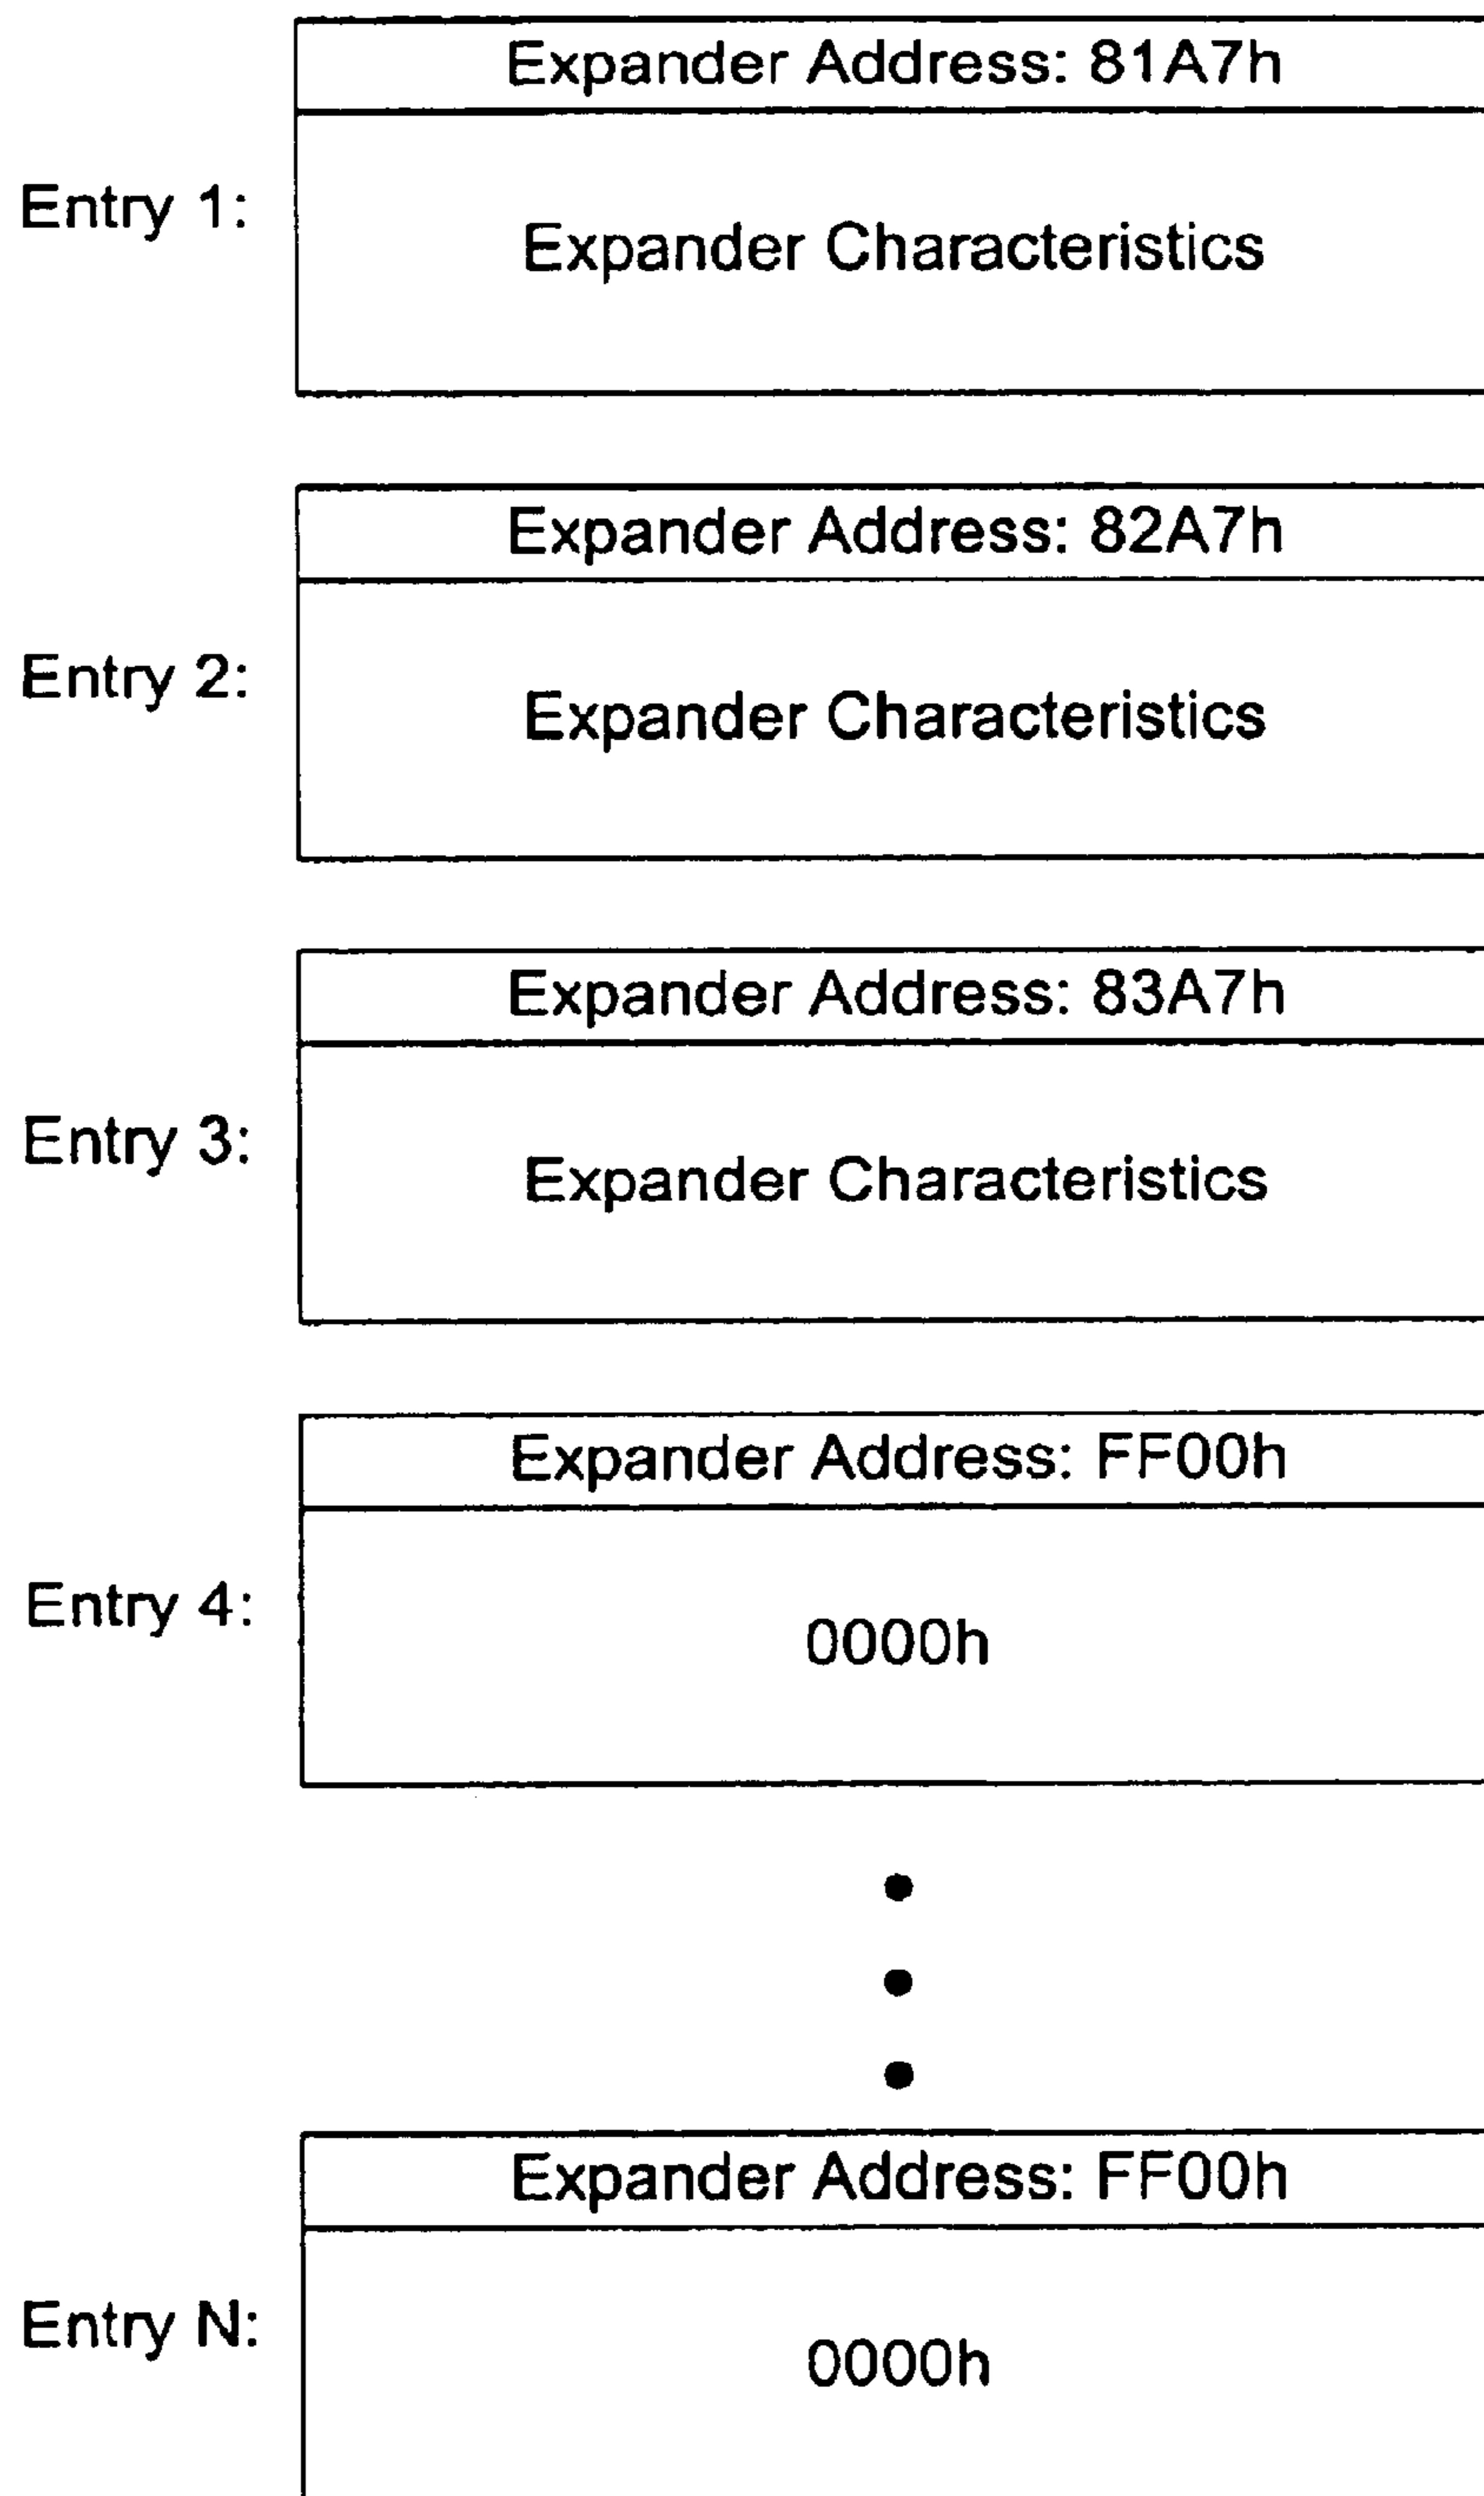 Expander Address: 81A7h
Entry 1:
Expander Characteristics
Expander Address: 82A7h
Entry 2:
Expander Characteristics
Expander Address: 83A7h
Entry 3:
Expander Characteristics
Expander Address: FF00h
Entry 4:
0000h
Expander Address: FF00h
Entry N:
0000h